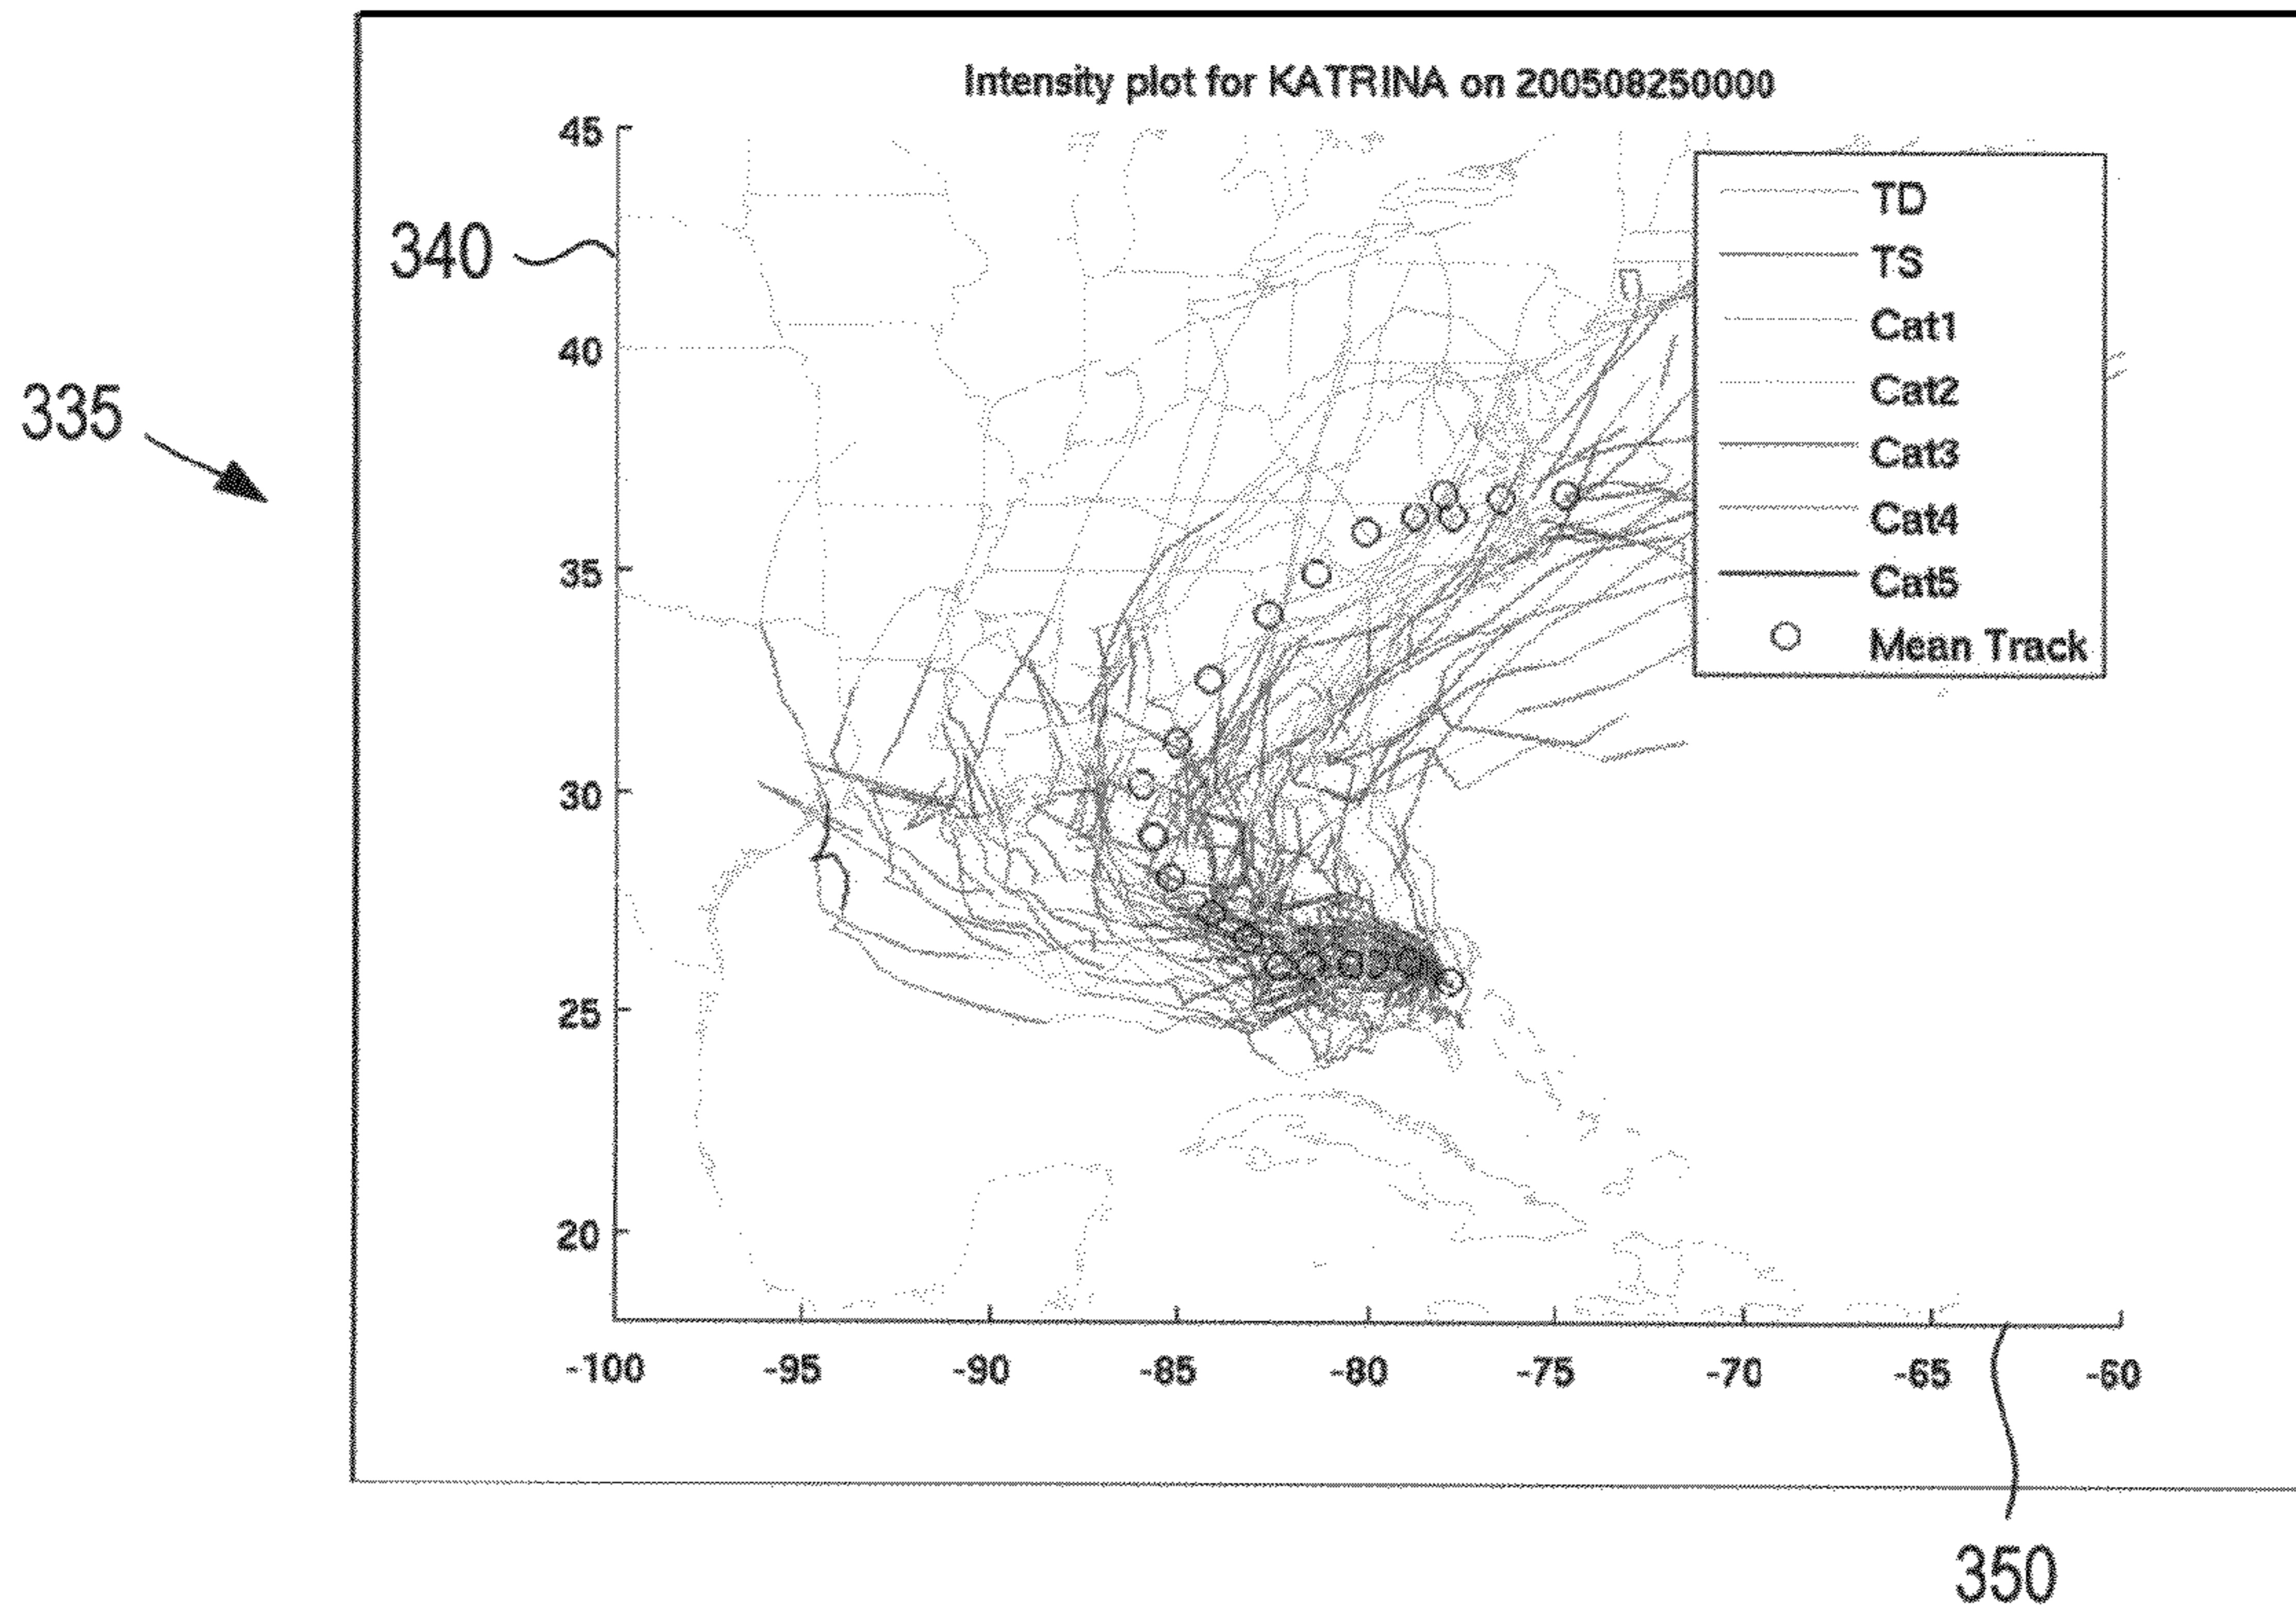 Intensity plot for KATRINA on 200508250000
45
340
40
335
35
30
25
20
TD
TS
Cat1
Cat2
Cat3
Cat4
Cat5
Mean Track
-100 -95 -90 -85 -80 -75 -70 -65 -60
350